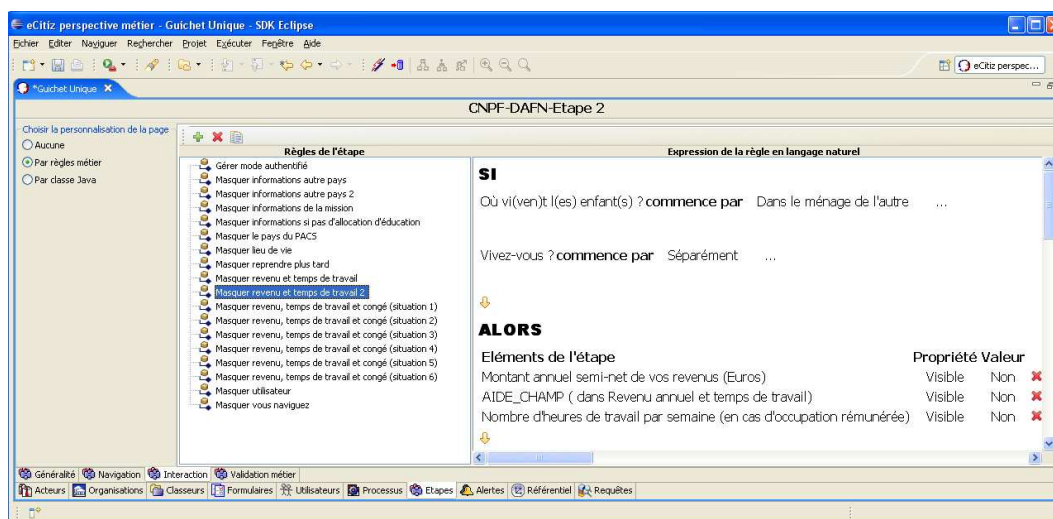 eCitiz perspective métier - Guichet Unique - SDK Eclipse
Fichier Editer Naviguer Rechercher Projet Exécuter Fenêtre Aide
eCitiz perspec...
*Guichet Unique
CNPF-DAFN-Etape 2
Choisir la personnalisation de la page
Aucune
Par règles métier
Par classe Java
Règles de l'étape
Gérer mode authentifié
Masquer informations autre pays
Masquer informations autre pays 2
Masquer informations de la mission
Masquer informations si pas d'allocation d'éducation
Masquer le pays du PACS
Masquer lieu de vie
Masquer reprendre plus tard
Masquer revenu et temps de travail
Masquer revenu et temps de travail 2
Masquer revenu, temps de travail et congé (situation 1)
Masquer revenu, temps de travail et congé (situation 2)
Masquer revenu, temps de travail et congé (situation 3)
Masquer revenu, temps de travail et congé (situation 4)
Masquer revenu, temps de travail et congé (situation 5)
Masquer revenu, temps de travail et congé (situation 6)
Masquer utilisateur
Masquer vous naviguez
Expression de la règle en langage naturel
SI
Où vi(ven)t l(es) enfant(s) ? commence par Dans le ménage de l'autre ...
Vivez-vous ? commence par Séparément ...
ALORS
Eléments de l'étape Propriété Valeur
Montant annuel semi-net de vos revenus (Euros) Visible Non
AIDE_CHAMP ( dans Revenu annuel et temps de travail) Visible Non
Nombre d'heures de travail par semaine (en cas d'occupation rémunérée) Visible Non
Généralité Navigation Interaction Validation métier
Acteurs Organisations Classeurs Formulaires Utilisateurs Processus Etapes Alertes Référentiel Requêtes